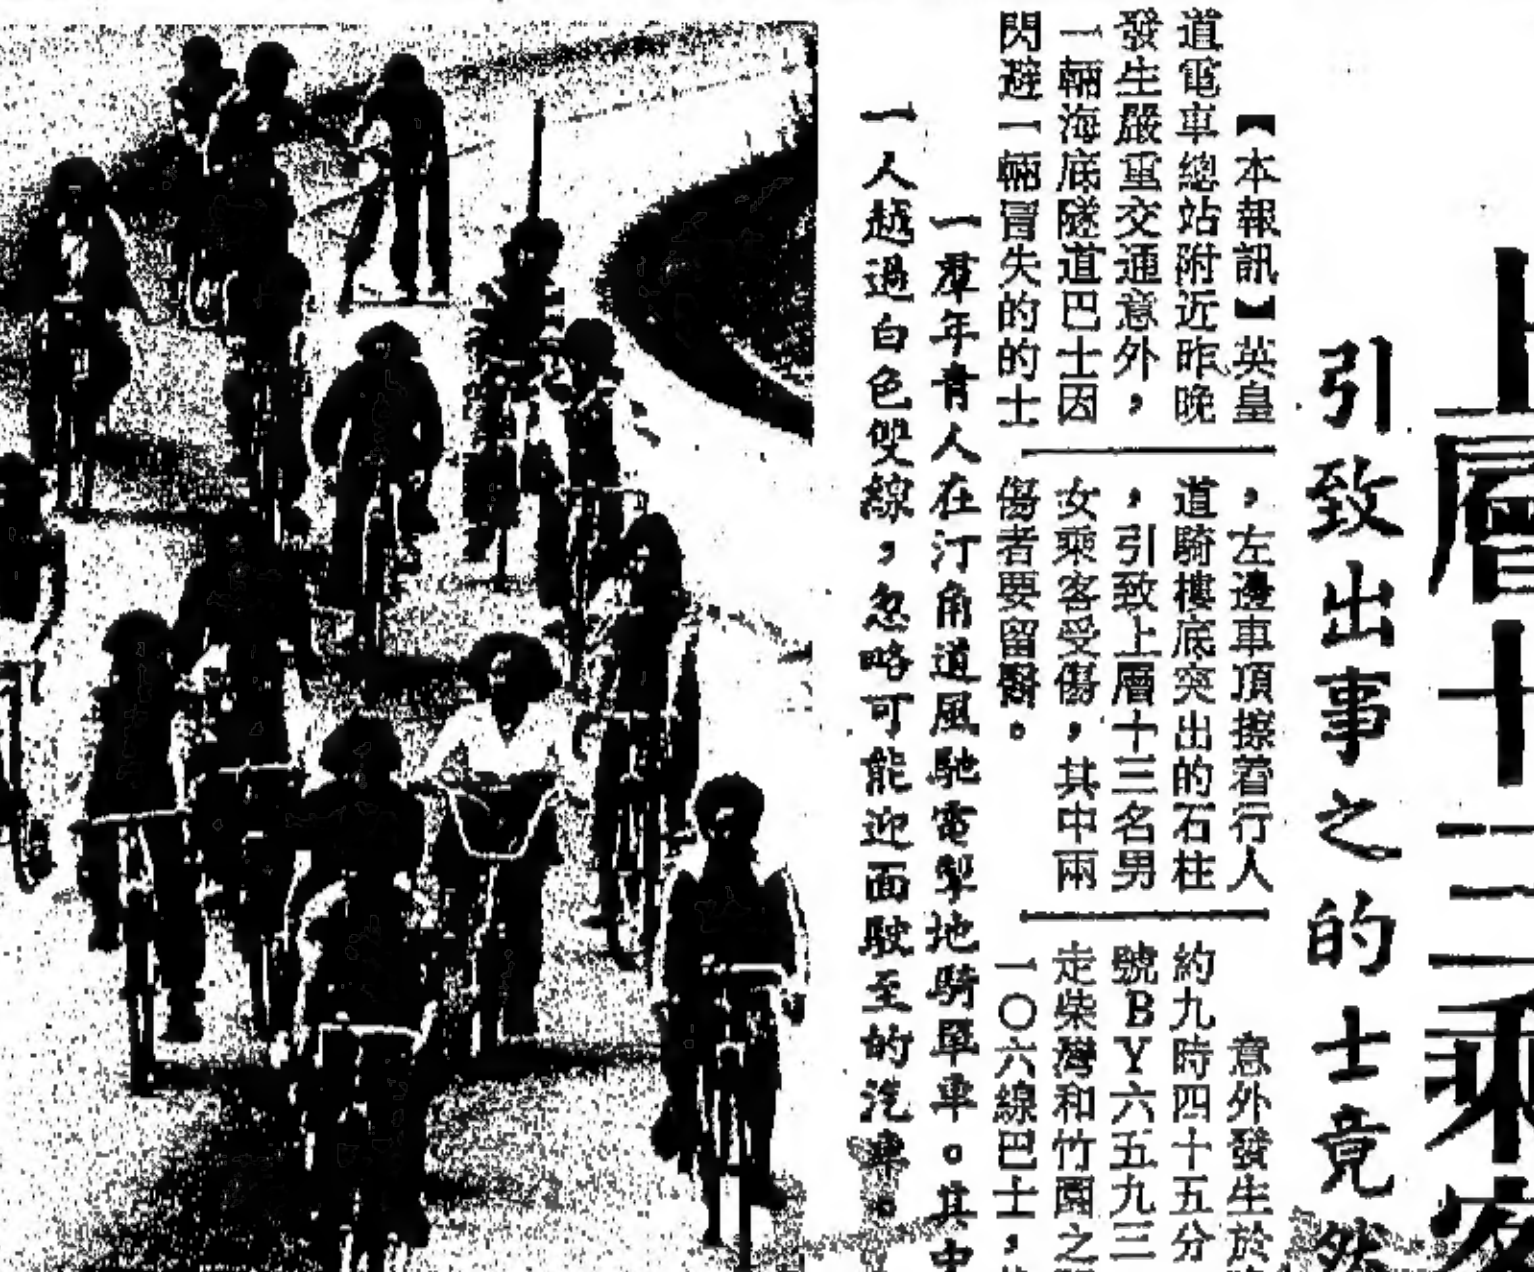 上層十三乘客
引致出事之的士竟然
【本報訊】英皇
道電車總站附近昨晚
發生嚴重交通意外，
一輛海底隧道巴士因
閃避一輛冒失的的士
，左邊車頂擦着行人
道騎樓底突出的石柱
，引致上層十三名男
女乘客受傷，其中兩
傷者要留醫。
意外發生於
約九時四十五分
號BY六五九三
走柴灣和竹園之
一〇六線巴士，
一羣年青人在汀角道風馳電掣地騎單車。其中
一人越過白色雙線，忽略可能迎面駛至的汽車。